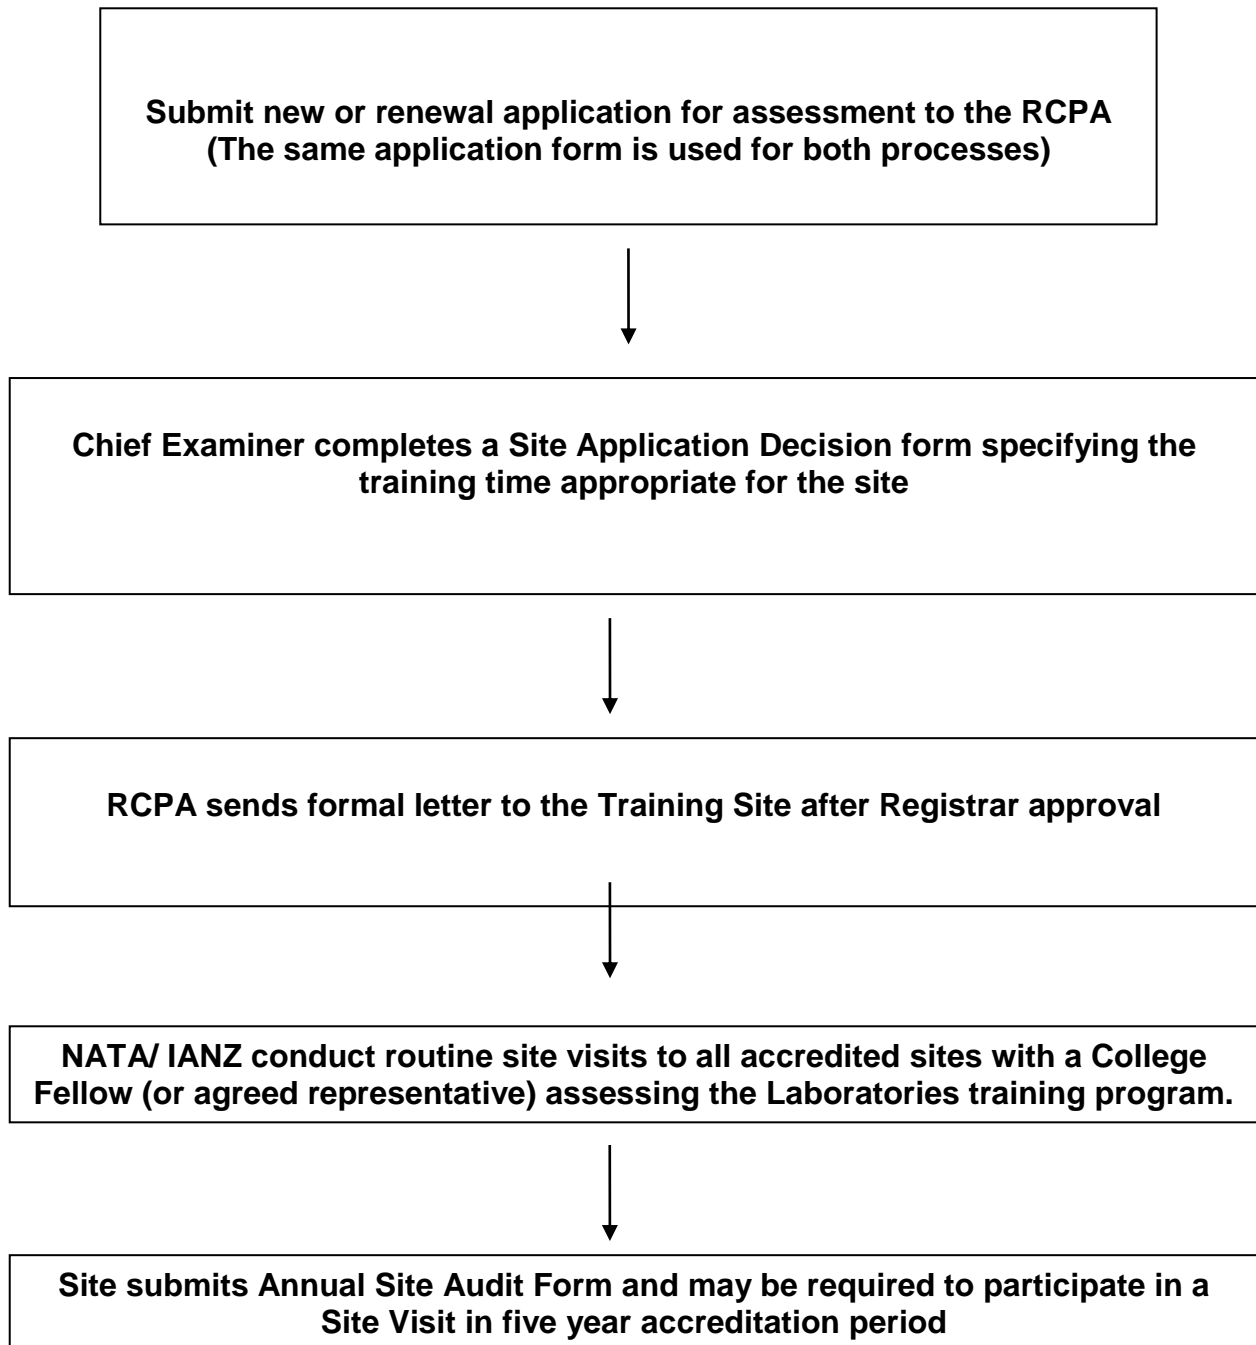 Submit new or renewal application for assessment to the RCPA
(The same application form is used for both processes)
Chief Examiner completes a Site Application Decision form specifying the
training time appropriate for the site
RCPA sends formal letter to the Training Site after Registrar approval
NATA/ IANZ conduct routine site visits to all accredited sites with a College
Fellow (or agreed representative) assessing the Laboratories training program.
Site submits Annual Site Audit Form and may be required to participate in a
Site Visit in five year accreditation period